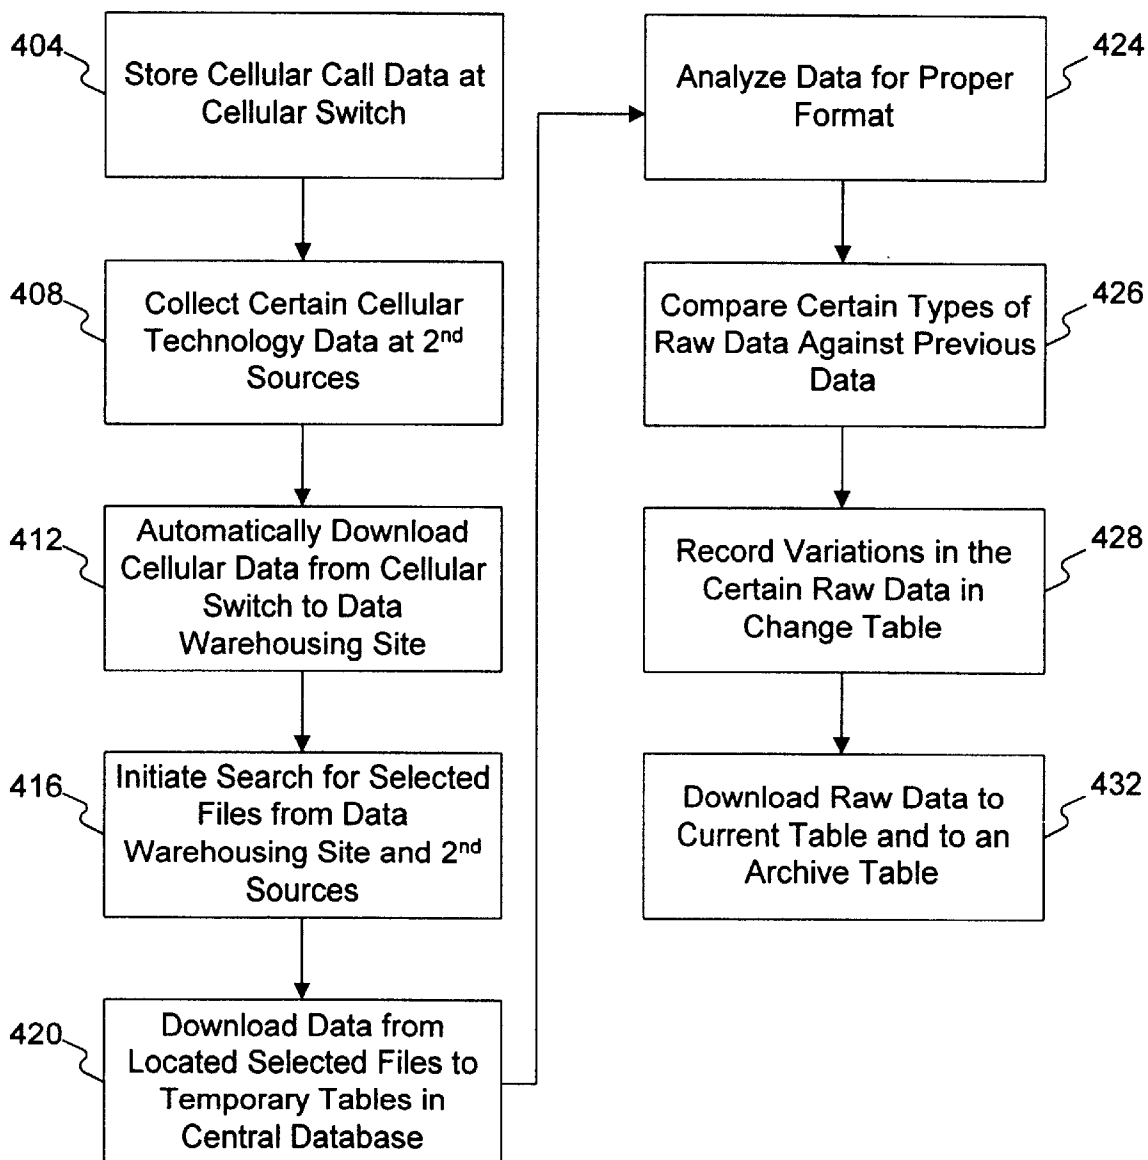 404
Store Cellular Call Data at
Cellular Switch
408
Collect Certain Cellular
Technology Data at 2nd
Sources
412
Automatically Download
Cellular Data from Cellular
Switch to Data
Warehousing Site
416
Initiate Search for Selected
Files from Data
Warehousing Site and 2nd
Sources
420
Download Data from
Located Selected Files to
Temporary Tables in
Central Database
424
Analyze Data for Proper
Format
426
Compare Certain Types of
Raw Data Against Previous
Data
428
Record Variations in the
Certain Raw Data in
Change Table
432
Download Raw Data to
Current Table and to an
Archive Table